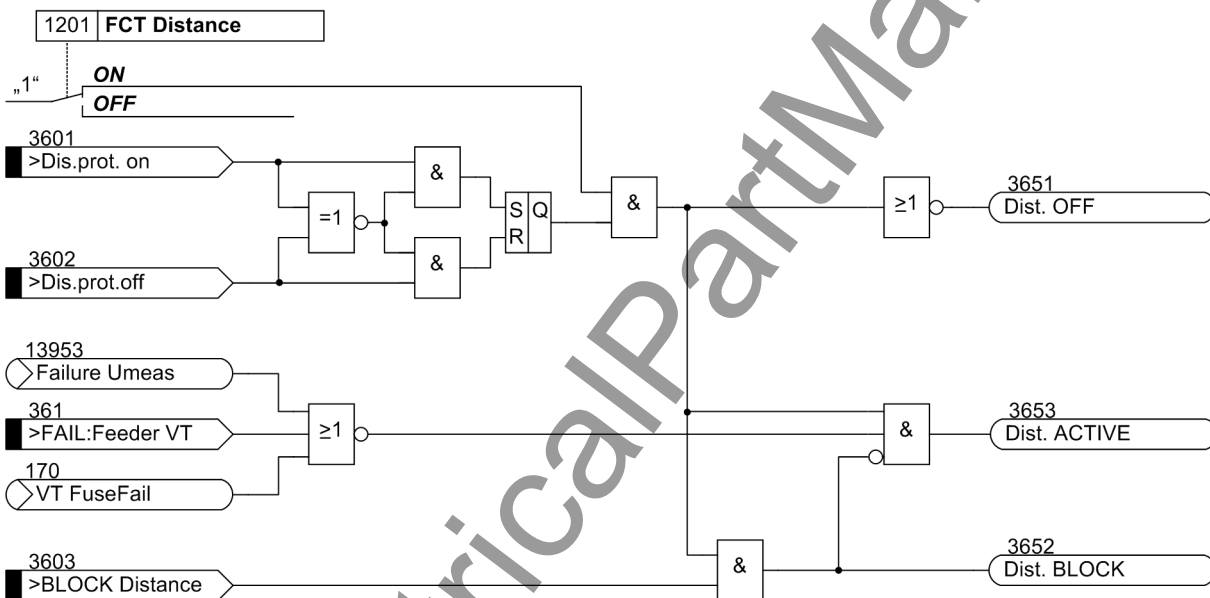 1201 FCT Distance
„1“
ON
OFF
3601
>Dis.prot. on
&
=1
S Q
R
&
3602
>Dis.prot.off
&
≥1
3651
Dist. OFF
13953
Failure Umeas
361
>FAIL:Feeder VT
≥1
170
VT FuseFail
&
3653
Dist. ACTIVE
3603
>BLOCK Distance
&
3652
Dist. BLOCK
ctricalPartMa